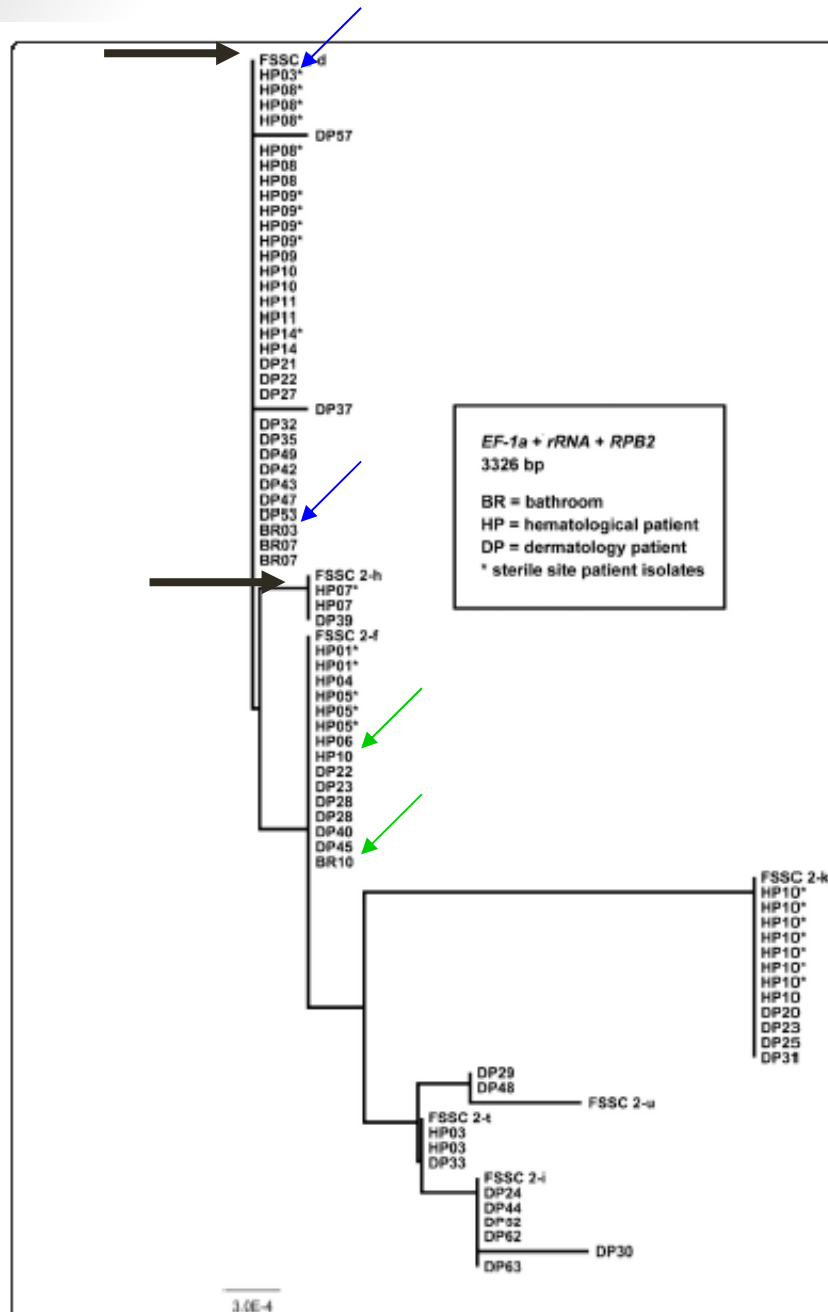 FSSC d
HP03*
HP08*
HP08*
HP08*
DP57
HP08*
HP08
HP08
HP09*
HP09*
HP09*
HP09*
HP09
HP10
HP10
HP11
HP11
HP14*
HP14
DP21
DP22
DP27
DP37
DP32
DP35
DP49
DP42
DP43
DP47
DP53
BR03
BR07
BR07
EF-1a + rRNA + RPB2
3326 bp
BR = bathroom
HP = hematological patient
DP = dermatology patient
* sterile site patient isolates
FSSC 2-h
HP07*
HP07
DP39
FSSC 2-f
HP01*
HP01*
HP04
HP05*
HP05*
HP05*
HP06
HP10
DP22
DP23
DP28
DP28
DP40
DP45
BR10
FSSC 2-k
HP10*
HP10*
HP10*
HP10*
HP10*
HP10*
HP10*
HP10
DP20
DP23
DP25
DP31
DP29
DP48
FSSC 2-u
FSSC 2-t
HP03
HP03
DP33
FSSC 2-i
DP24
DP44
DP62
DP30
DP63
3.0E-4